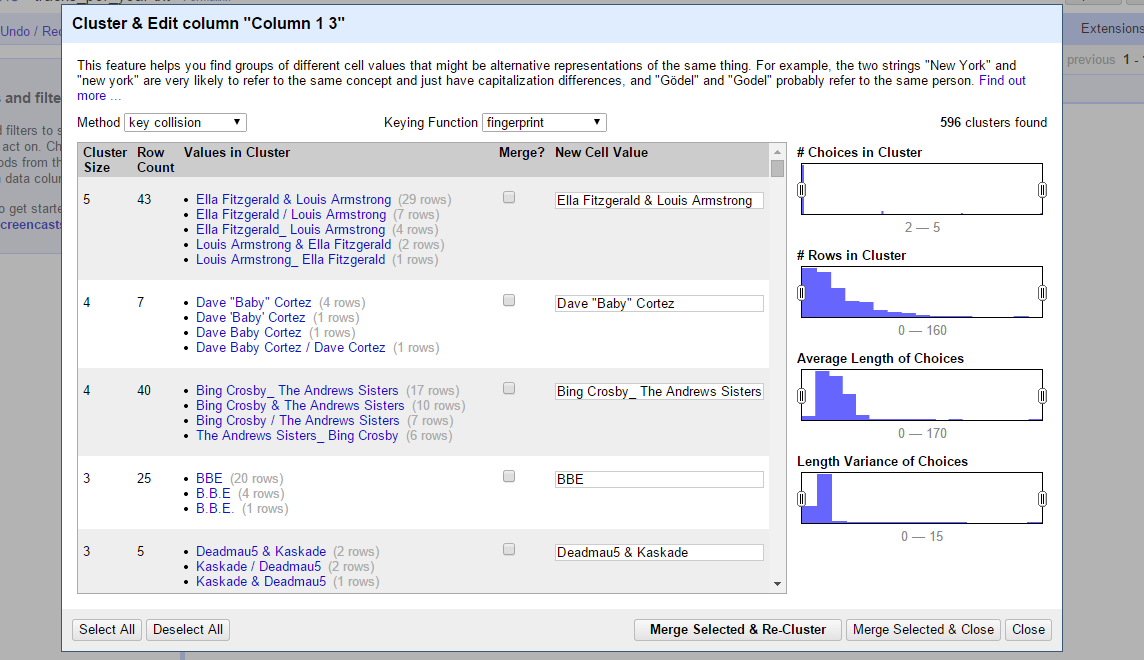 Cluster & Edit column "Column 1 3"
Undo / Re
Extensions
previous 1 -
and filte
filters to s
act on. Ch
ods from th
data colur
o get starte
creencasts
This feature helps you find groups of different cell values that might be alternative representations of the same thing. For example, the two strings "New York" and
"new york" are very likely to refer to the same concept and just have capitalization differences, and "Gödel" and "Godel" probably refer to the same person. Find out
more ...
Method key collision Keying Function fingerprint 596 clusters found
Cluster Size Row Count Values in Cluster Merge? New Cell Value
5 43 • Ella Fitzgerald & Louis Armstrong (29 rows) Ella Fitzgerald & Louis Armstrong
• Ella Fitzgerald / Louis Armstrong (7 rows)
• Ella Fitzgerald_ Louis Armstrong (4 rows)
• Louis Armstrong & Ella Fitzgerald (2 rows)
• Louis Armstrong_ Ella Fitzgerald (1 rows)
4 7 • Dave "Baby" Cortez (4 rows) Dave "Baby" Cortez
• Dave 'Baby' Cortez (1 rows)
• Dave Baby Cortez (1 rows)
• Dave Baby Cortez / Dave Cortez (1 rows)
4 40 • Bing Crosby_ The Andrews Sisters (17 rows) Bing Crosby_ The Andrews Sisters
• Bing Crosby & The Andrews Sisters (10 rows)
• Bing Crosby / The Andrews Sisters (7 rows)
• The Andrews Sisters_ Bing Crosby (6 rows)
3 25 • BBE (20 rows) BBE
• B.B.E (4 rows)
• B.B.E. (1 rows)
3 5 • Deadmau5 & Kaskade (2 rows) Deadmau5 & Kaskade
• Kaskade / Deadmau5 (2 rows)
• Kaskade & Deadmau5 (1 rows)
# Choices in Cluster
2 — 5
# Rows in Cluster
0 — 160
Average Length of Choices
0 — 170
Length Variance of Choices
0 — 15
Select All Deselect All Merge Selected & Re-Cluster Merge Selected & Close Close